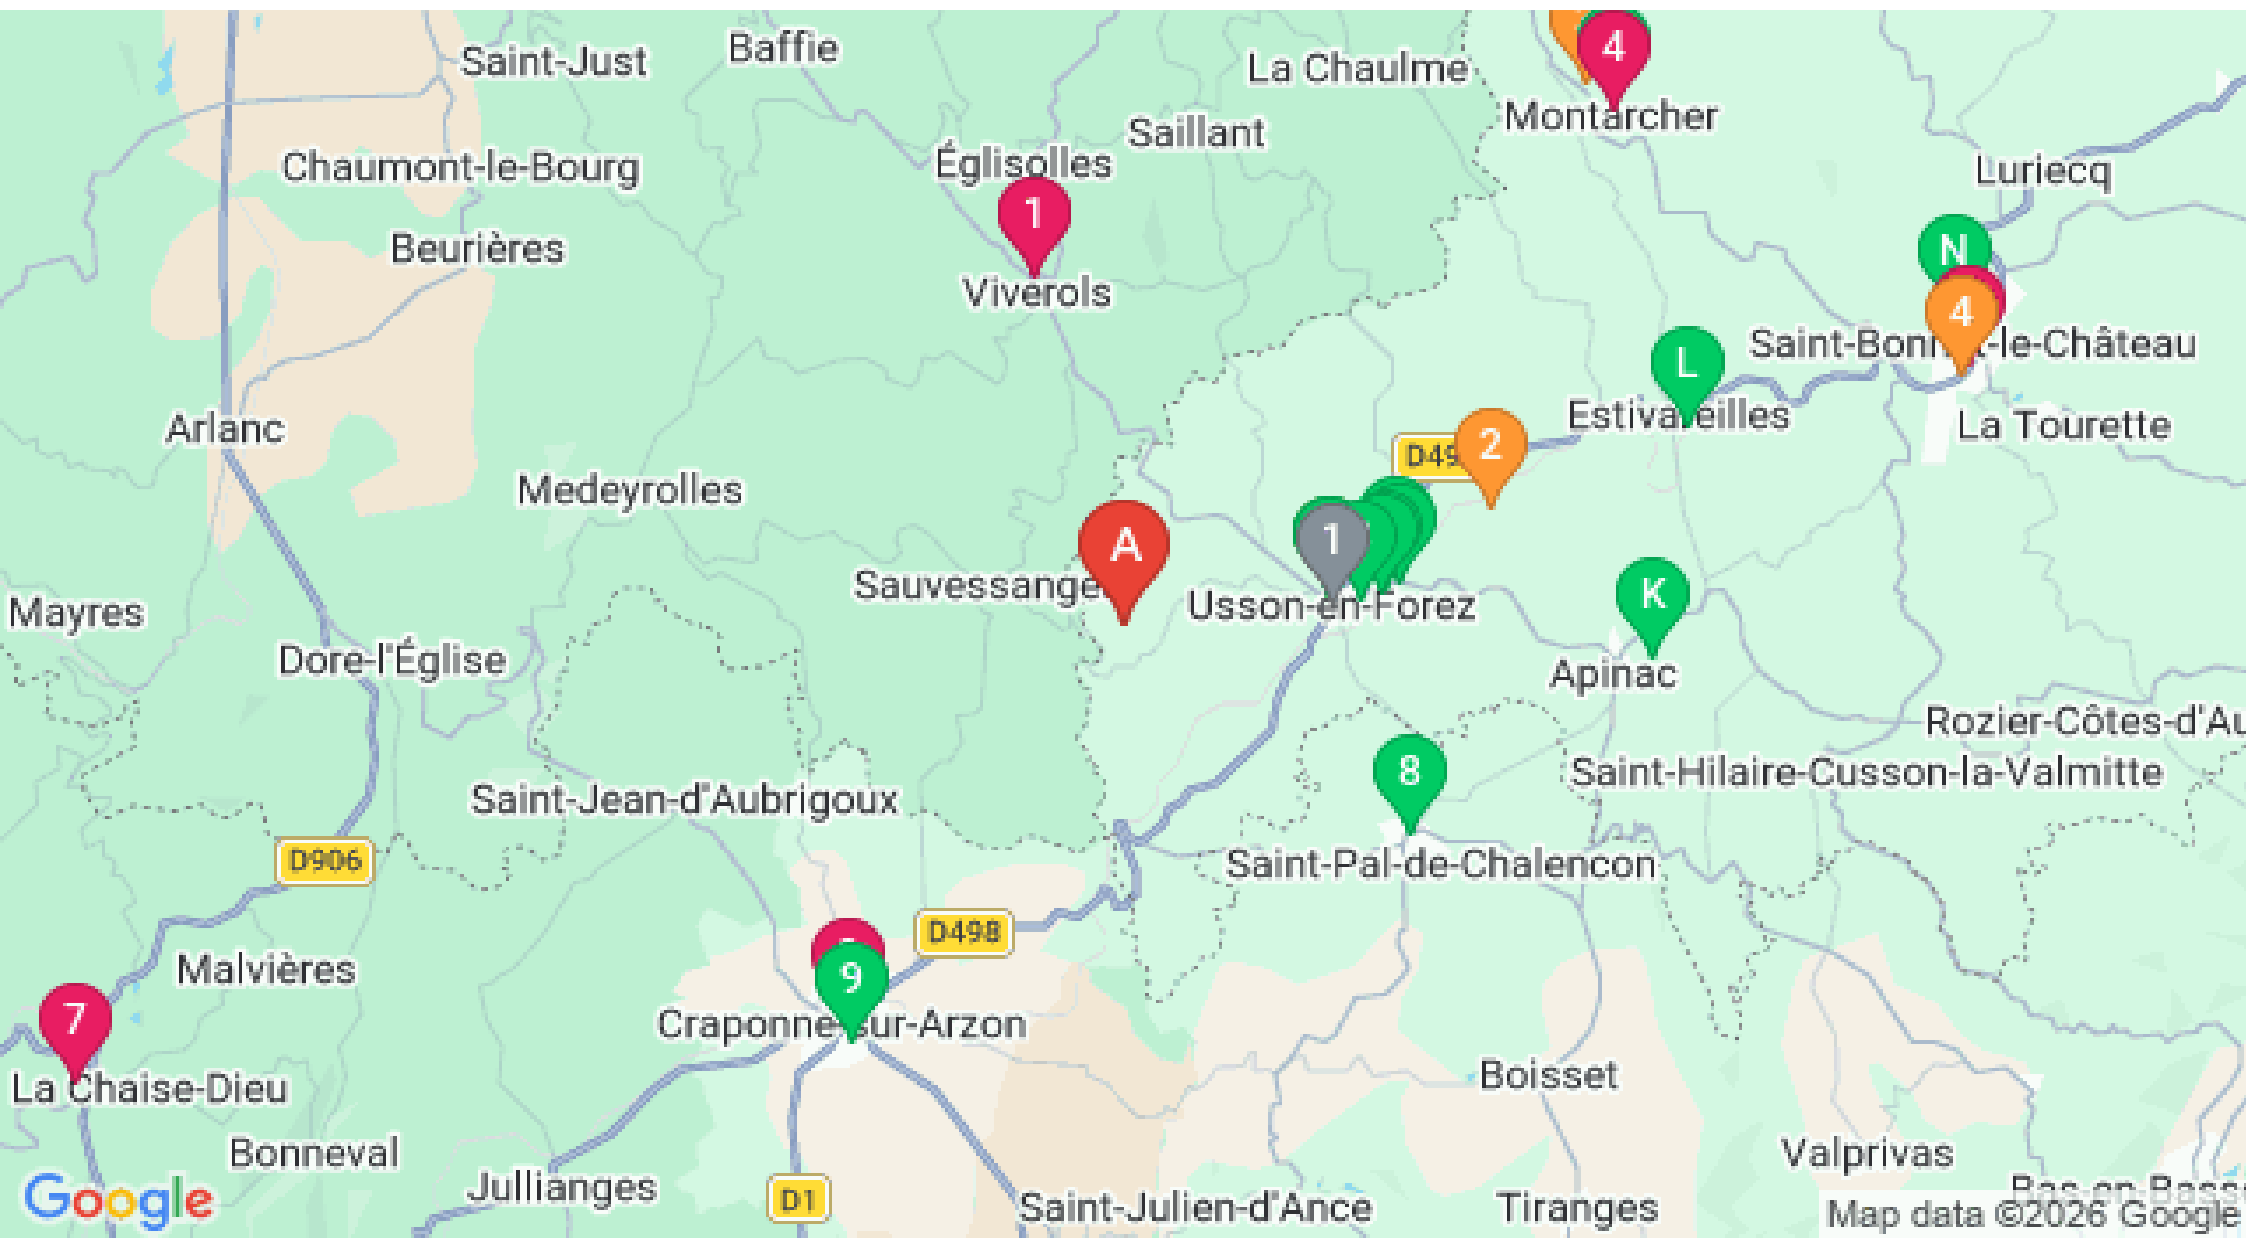 Baffie
Saint-Just
La Chaulme
4
Montarcher
Saillant
Églisolles
Chaumont-le-Bourg
Luriecq
1
Beurières
N
Viverols
4
Saint-Bonn t-le-Château
L
Estivareilles
La Tourette
Arlanc
2
D49
Medeyrolles
A
1
Sauvessange
K
Usson-en-Forez
Mayres
Dore-l'Église
Apinac
Rozier-Côtes-d'Au
8
Saint-Hilaire-Cusson-la-Valmitte
Saint-Jean-d'Aubrigoux
D906
Saint-Pal-de-Chalencon
D498
Malvières
9
7
Craponne-sur-Arzon
Boisset
La Chaise-Dieu
Bonneval
Valprivas
Jullianges
Bas-en-Basse
D1
Google
Saint-Julien-d'Ance
Tiranges
Map data ©2026 Google